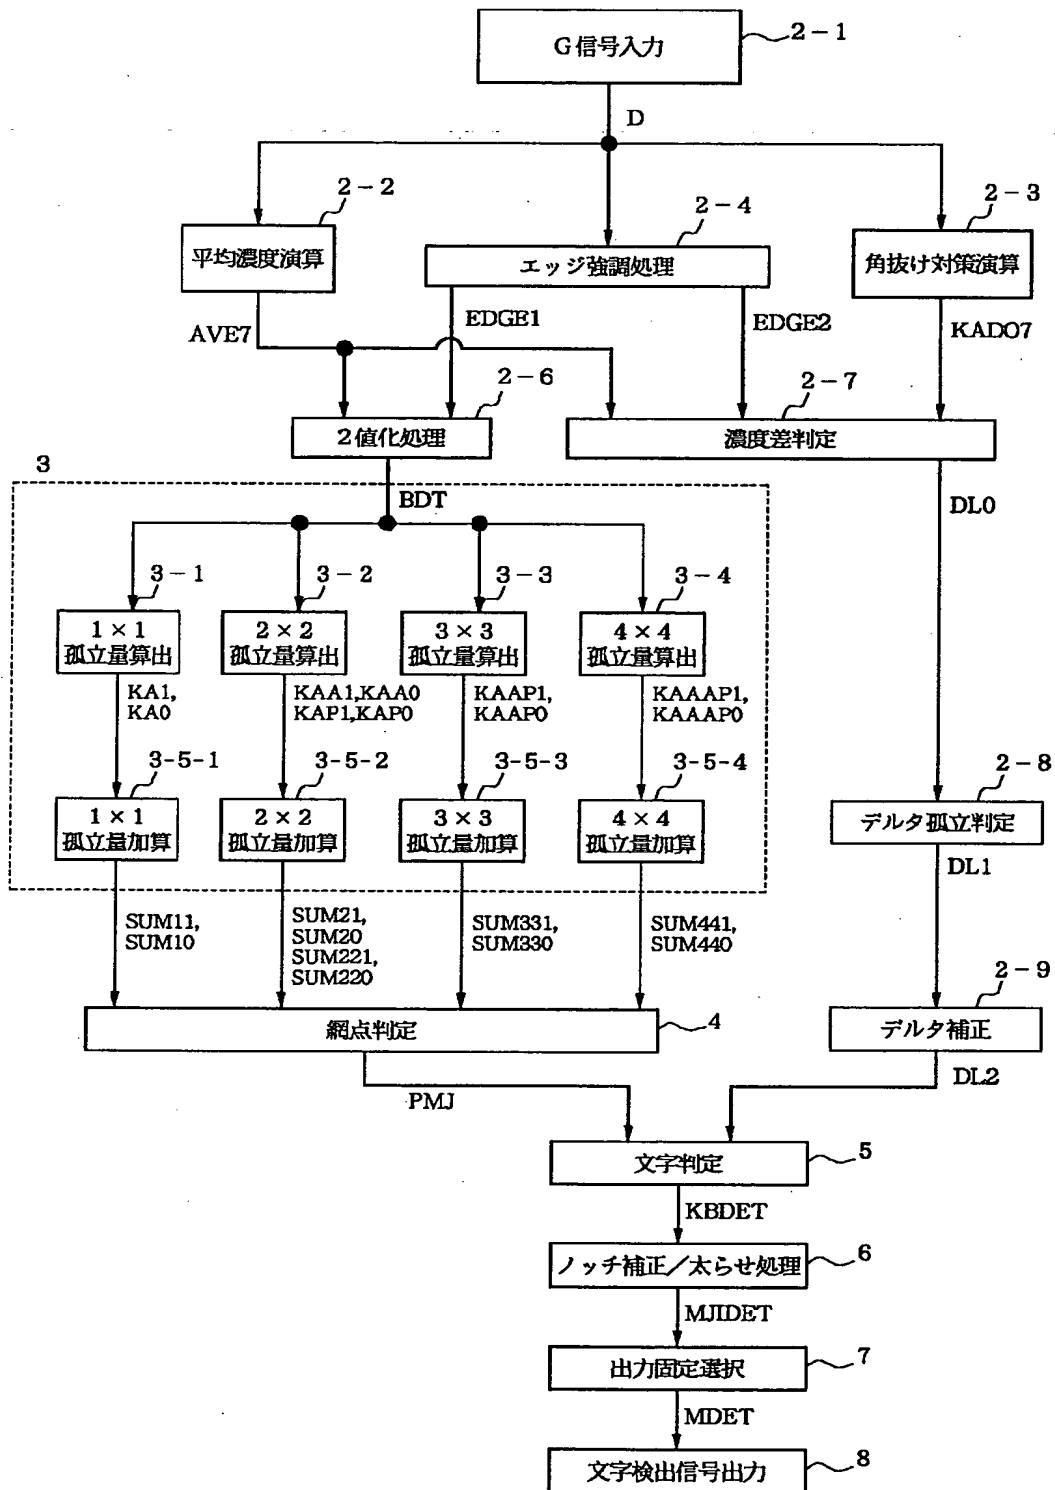 G信号入力
2-1
D
2-2
2-4
2-3
平均濃度演算
エッジ強調処理
角抜け対策演算
AVE7
EDGE1
EDGE2
KADO7
2-6
2-7
2値化処理
濃度差判定
3
BDT
DL0
3-1
3-2
3-3
3-4
1×1
孤立量算出
2×2
孤立量算出
3×3
孤立量算出
4×4
孤立量算出
KA1,
KA0
KAA1,KAA0
KAP1,KAP0
KAAP1,
KAAP0
KAAAP1,
KAAAP0
3-5-1
3-5-2
3-5-3
3-5-4
2-8
1×1
孤立量加算
2×2
孤立量加算
3×3
孤立量加算
4×4
孤立量加算
デルタ孤立判定
DL1
SUM11,
SUM10
SUM21,
SUM20
SUM221,
SUM220
SUM331,
SUM330
SUM441,
SUM440
2-9
網点判定
4
デルタ補正
PMJ
DL2
文字判定
5
KBDET
ノッチ補正/太らせ処理
6
MJIDET
出力固定選択
7
MDET
文字検出信号出力
8